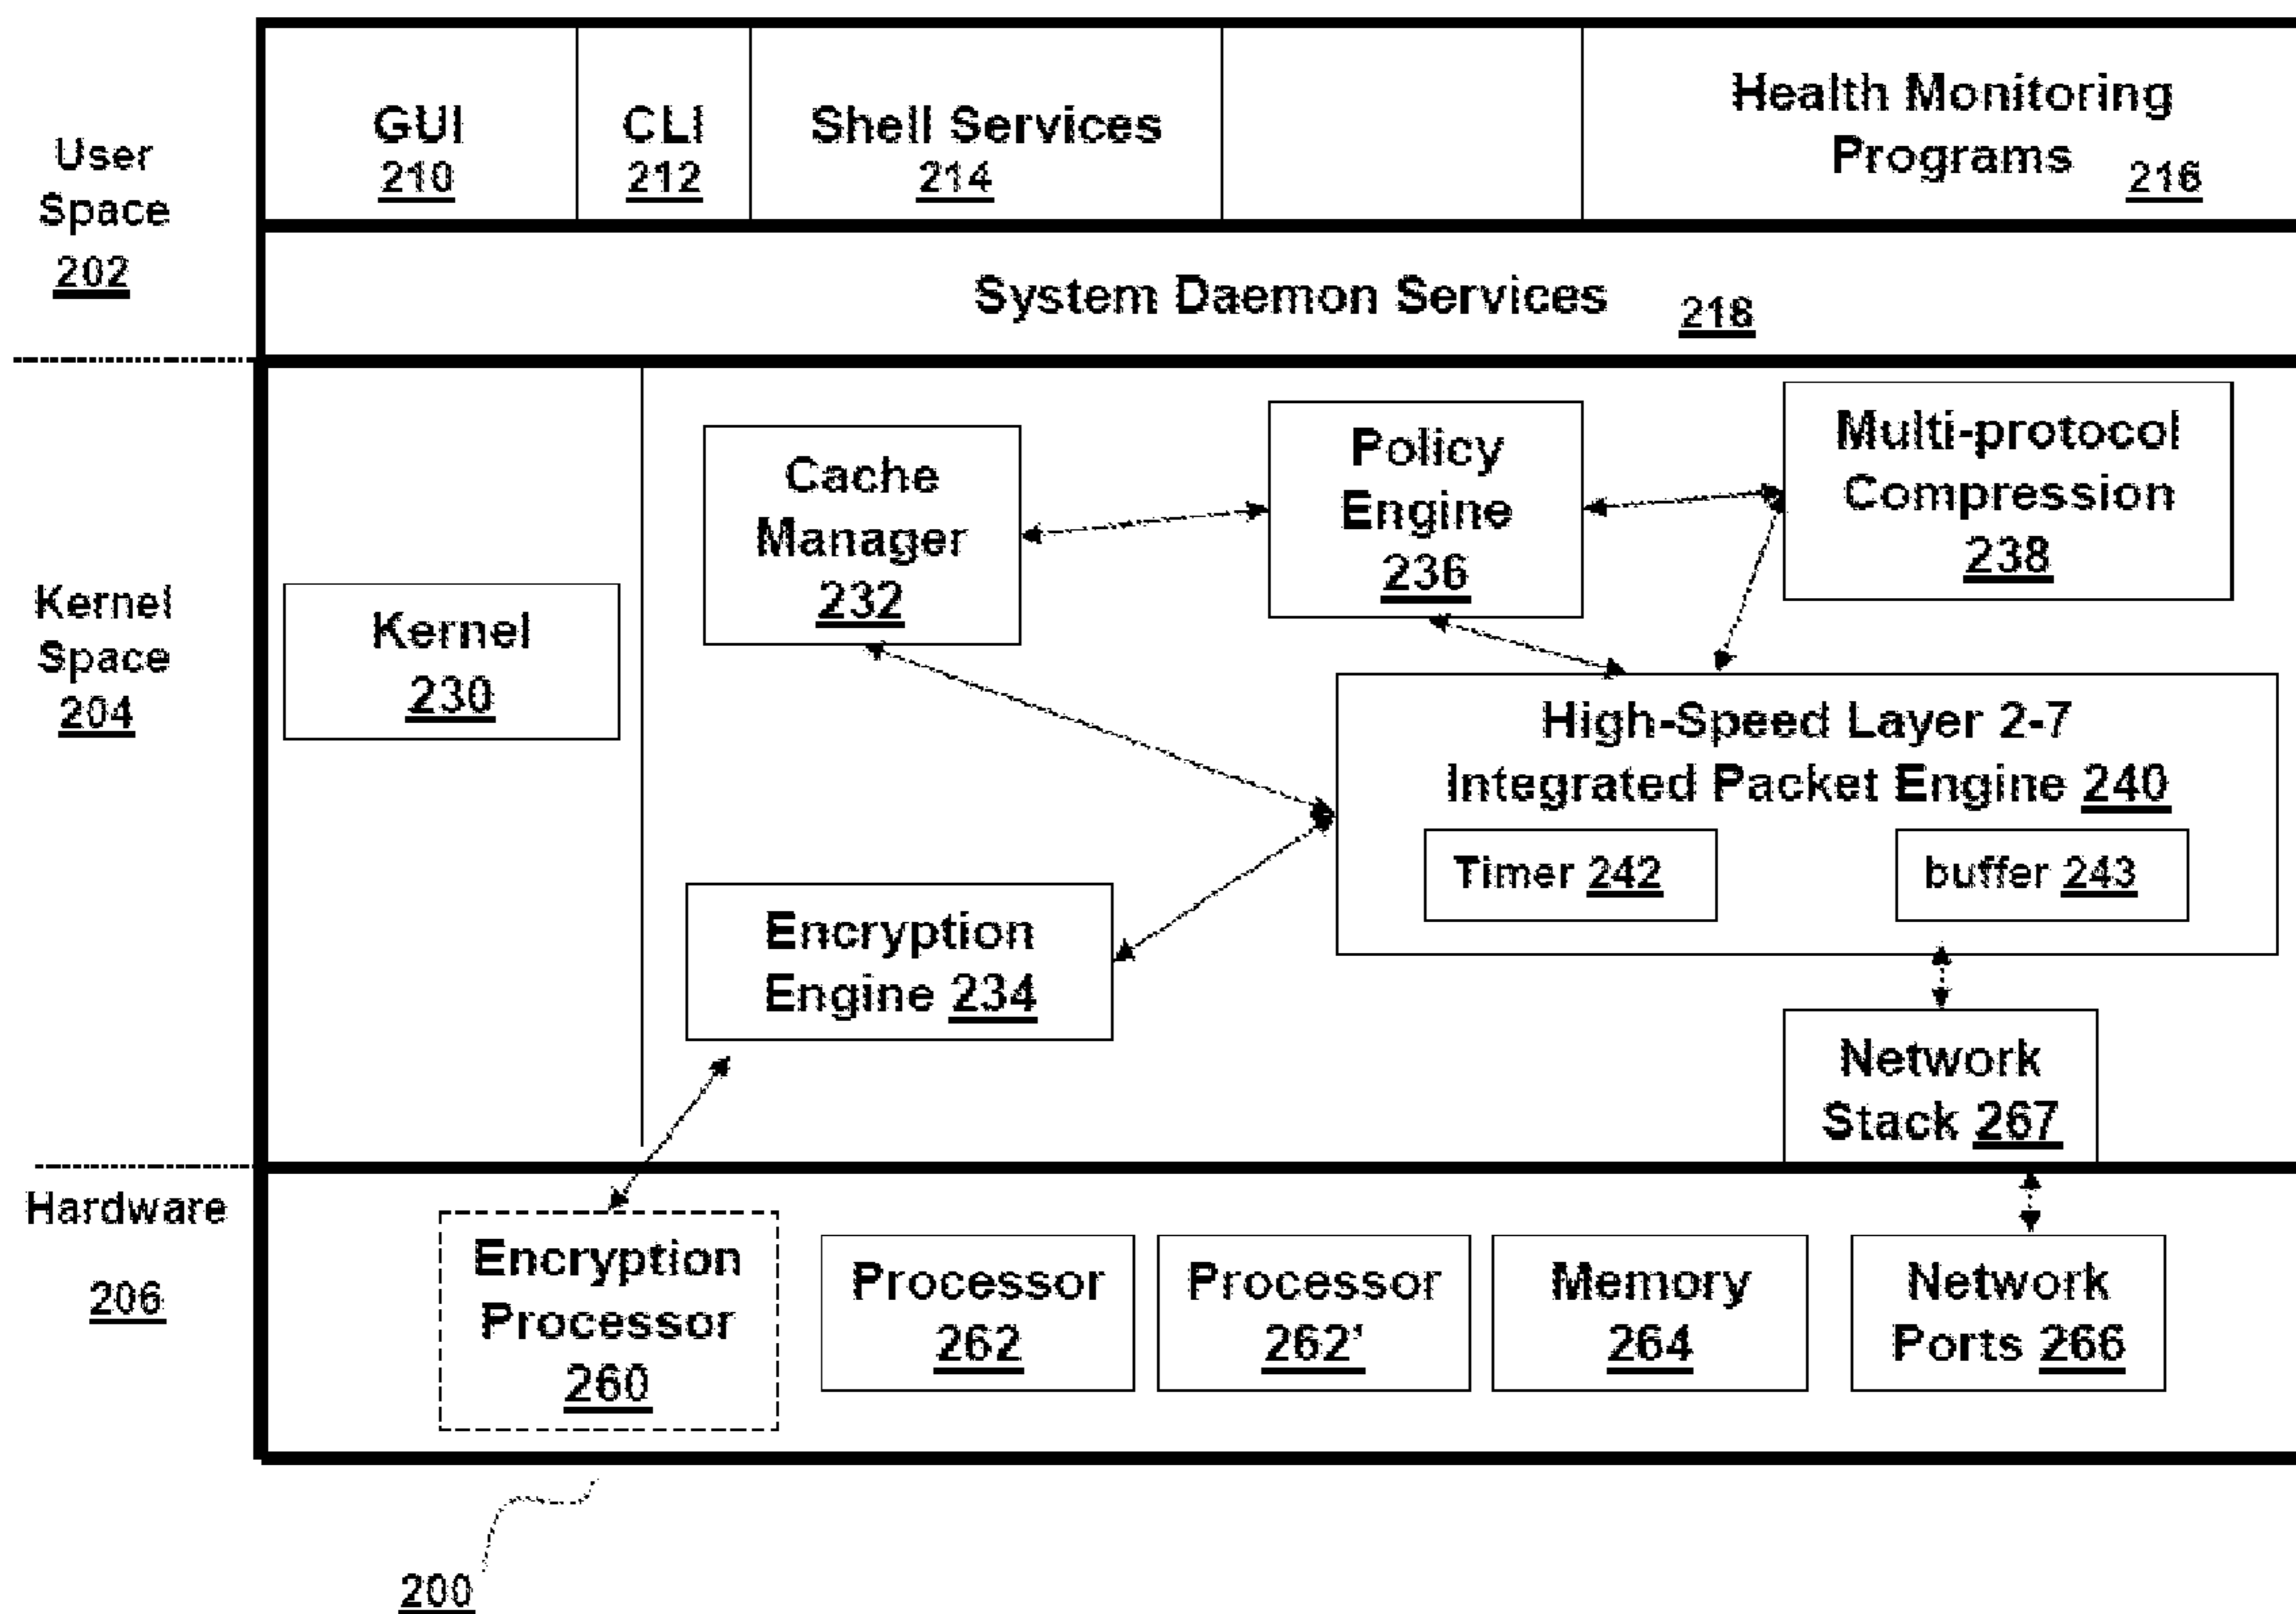 GUI
210
CLI
212
Shell Services
214
Health Monitoring
Programs 216
User
Space
202
System Daemon Services 218
Kernel
Space
204
Kernel
230
Cache
Manager
232
Policy
Engine
236
Multi-protocol
Compression
238
High-Speed Layer 2-7
Integrated Packet Engine 240
Timer 242
buffer 243
Encryption
Engine 234
Network
Stack 267
Hardware
206
Encryption
Processor
260
Processor
262
Processor
262'
Memory
264
Network
Ports 266
200